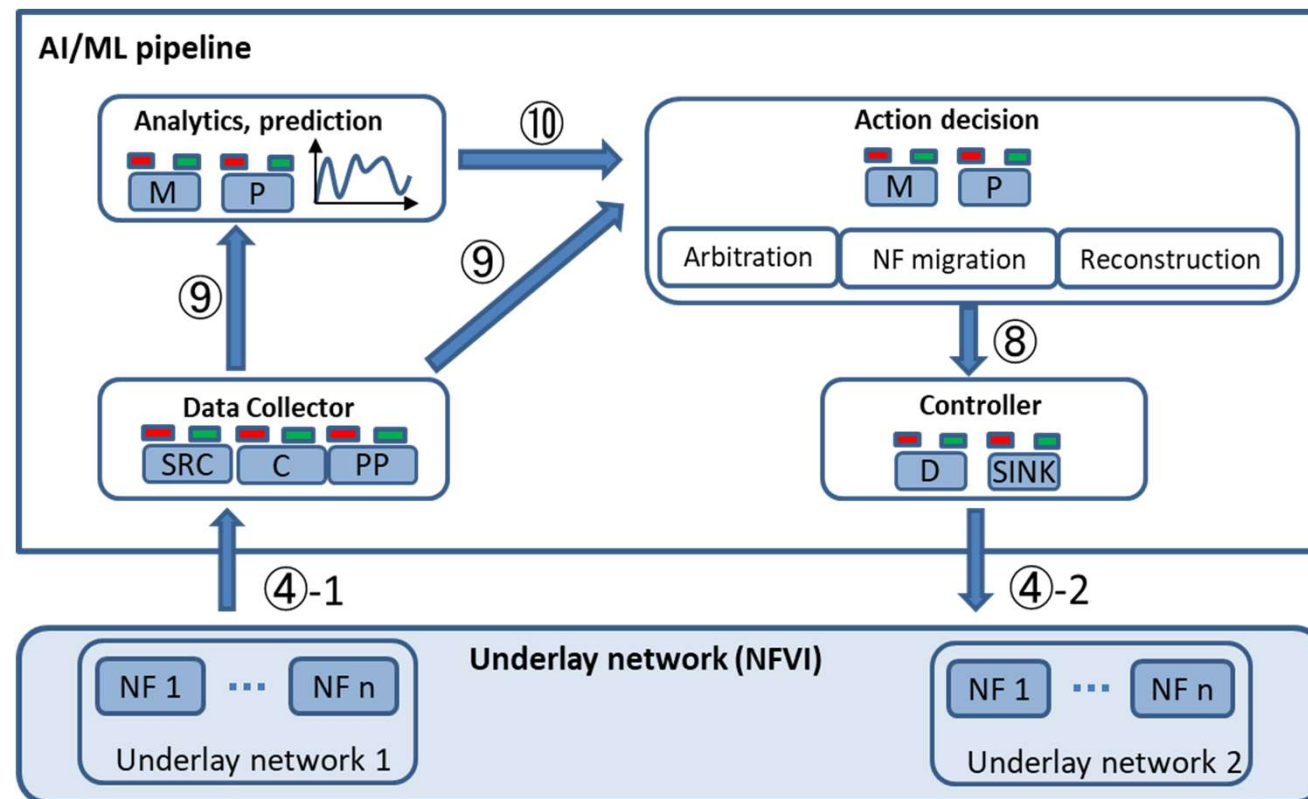 AI/ML pipeline
Analytics, prediction
M P
⑩
Action decision
M P
Arbitration NF migration Reconstruction
⑨
⑨
⑧
Data Collector
SRC C PP
Controller
D SINK
④-1
④-2
Underlay network (NFVI)
NF 1 ···· NF n
Underlay network 1
NF 1 ···· NF n
Underlay network 2